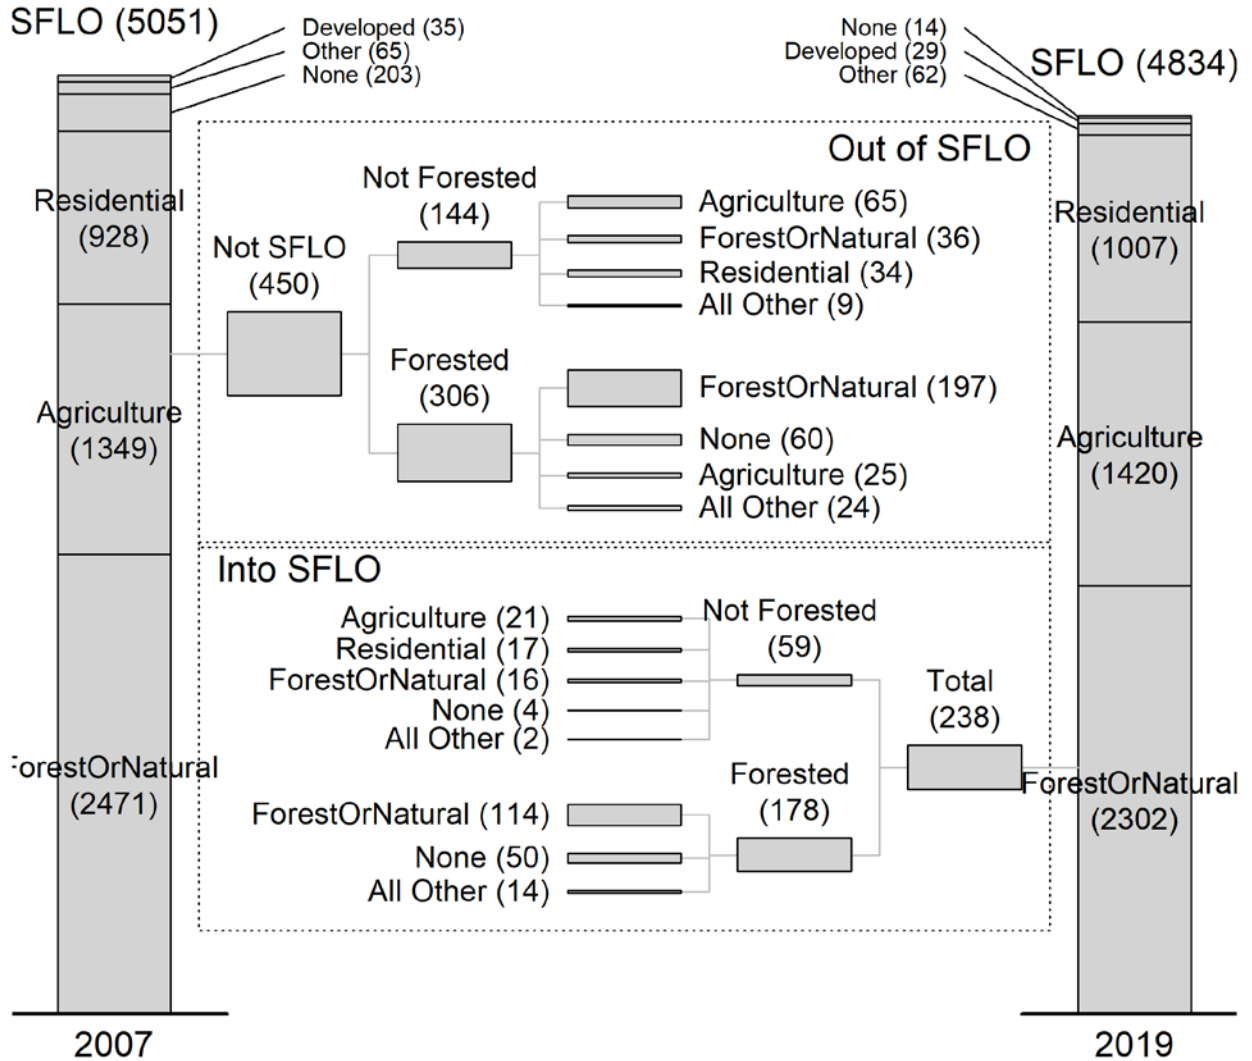 SFLO (5051)
Developed (35)
Other (65)
None (203)
None (14)
Developed (29)
Other (62)
SFLO (4834)
Residential
(928)
Agriculture
(1349)
ForestOrNatural
(2471)
2007
Out of SFLO
Not SFLO
(450)
Not Forested
(144)
Agriculture (65)
ForestOrNatural (36)
Residential (34)
All Other (9)
Forested
(306)
ForestOrNatural (197)
None (60)
Agriculture (25)
All Other (24)
Into SFLO
Agriculture (21)
Residential (17)
ForestOrNatural (16)
None (4)
All Other (2)
Not Forested
(59)
ForestOrNatural (114)
None (50)
All Other (14)
Forested
(178)
Total
(238)
Residential
(1007)
Agriculture
(1420)
ForestOrNatural
(2302)
2019